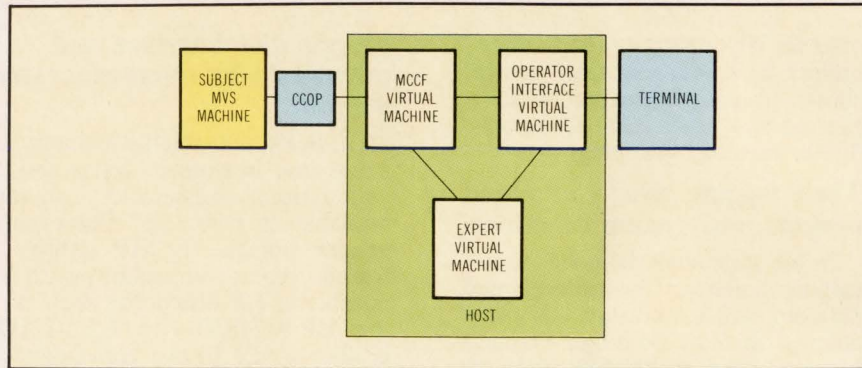 SUBJECT
MVS
MACHINE
CCOP
MCCF
VIRTUAL
MACHINE
OPERATOR
INTERFACE
VIRTUAL
MACHINE
TERMINAL
EXPERT
VIRTUAL
MACHINE
HOST